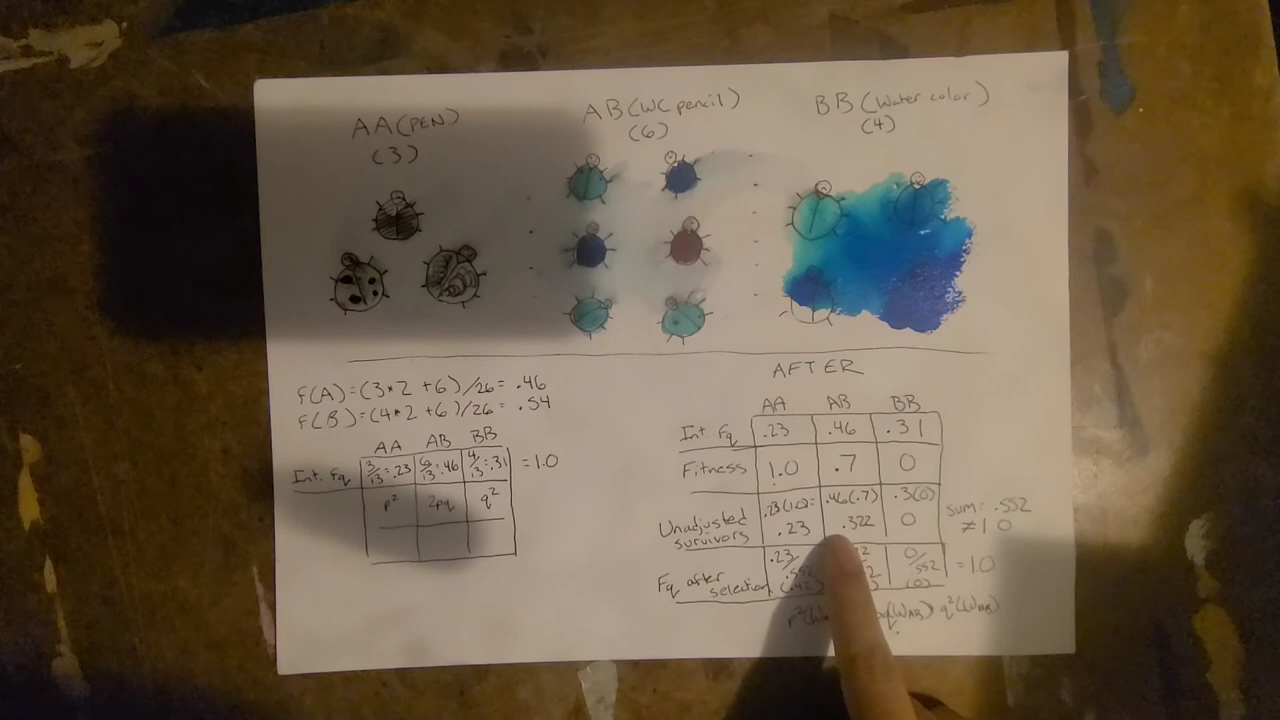 AA (PEN)
(3)
AB (WC pencil)
(6)
BB (Water color)
(4)
f(A)=(3*2 +6)/26= .46
f(B)=(4*2 +6)/26= .54
AA AB BB
Int. Fq 3/13=.23 6/13=.46 4/13=.31 =1.0
p² 2pq q²
AFTER
AA AB BB
Int. Fq .23 .46 .31
Fitness 1.0 .7 0
Unadjusted survivors .23(1.0)= .23 .46(.7) .322 .3(0) 0
sum: .552
≠ 1.0
Fq after selection .23/.552 (.42) 0/.552 (0) =1.0
q²(WBB)